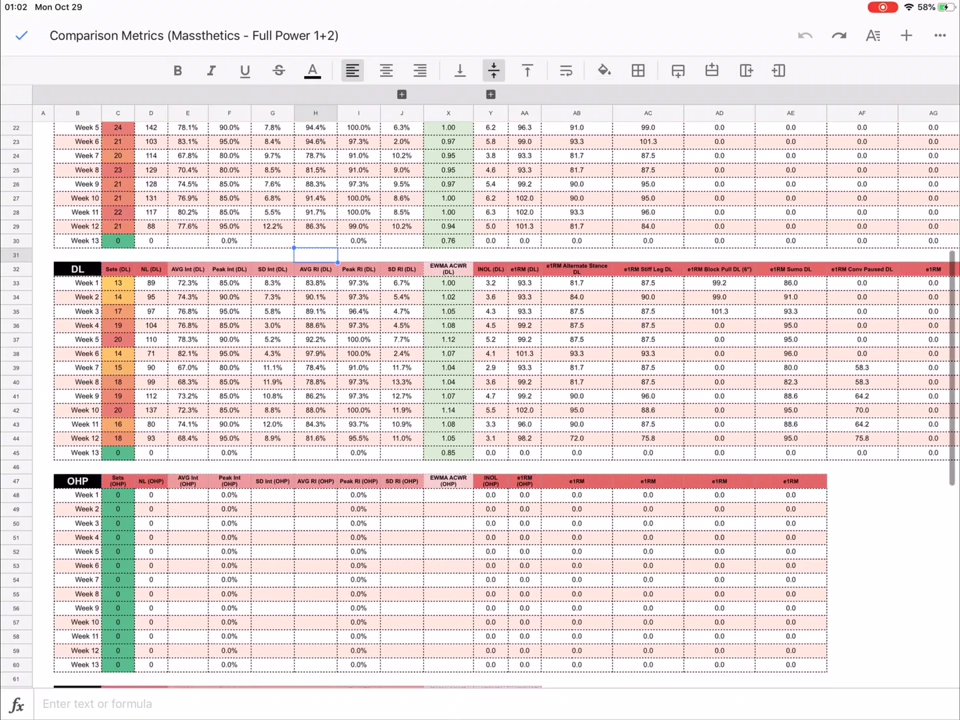 01:02 Mon Oct 29 58%
Comparison Metrics (Massthetics - Full Power 1+2)
B I U S A
A B C D E F G H I J X Y AA AB AC AD AE AF AG
22 Week 5 24 142 78.1% 90.0% 7.8% 94.4% 100.0% 6.3% 1.00 6.2 96.3 91.0 99.0 0.0 0.0 0.0 0.0
23 Week 6 21 103 83.1% 95.0% 8.4% 94.6% 97.3% 2.0% 0.97 5.8 99.0 93.3 101.3 0.0 0.0 0.0 0.0
24 Week 7 20 114 67.8% 80.0% 9.7% 78.7% 91.0% 10.2% 0.95 3.8 93.3 81.7 87.5 0.0 0.0 0.0 0.0
25 Week 8 23 129 70.4% 80.0% 8.5% 81.5% 91.0% 9.0% 0.95 4.6 93.3 81.7 87.5 0.0 0.0 0.0 0.0
26 Week 9 21 128 74.5% 85.0% 7.6% 88.3% 97.3% 9.5% 0.97 5.4 99.2 90.0 95.0 0.0 0.0 0.0 0.0
27 Week 10 21 131 76.9% 85.0% 6.8% 91.4% 100.0% 8.6% 1.00 6.2 102.0 90.0 95.0 0.0 0.0 0.0 0.0
28 Week 11 22 117 80.2% 85.0% 5.5% 91.7% 100.0% 8.5% 1.00 6.3 102.0 93.3 96.0 0.0 0.0 0.0 0.0
29 Week 12 21 88 77.6% 95.0% 12.2% 86.3% 99.0% 10.2% 0.94 5.0 101.3 81.7 84.0 0.0 0.0 0.0 0.0
30 Week 13 0 0 0.0% 0.0% 0.76 0.0 0.0 0.0 0.0 0.0 0.0 0.0 0.0
31
32 DL Sets (DL) NL (DL) AVG Int (DL) Peak Int (DL) SD Int (DL) AVG RI (DL) Peak RI (DL) SD RI (DL) EWMA ACWR (DL) INOL (DL) e1RM (DL) e1RM Alternate Stance DL e1RM Stiff Leg DL e1RM Block Pull DL (6") e1RM Sumo DL e1RM Conv Paused DL e1RM
33 Week 1 13 89 72.3% 85.0% 8.3% 83.8% 97.3% 6.7% 1.00 3.2 93.3 81.7 87.5 99.2 86.0 0.0 0.0
34 Week 2 14 95 74.3% 90.0% 7.3% 90.1% 97.3% 5.4% 1.02 3.6 93.3 84.0 90.0 99.0 91.0 0.0 0.0
35 Week 3 17 97 76.8% 95.0% 5.8% 89.1% 96.4% 4.7% 1.05 4.3 93.3 87.5 87.5 101.3 93.3 0.0 0.0
36 Week 4 19 104 76.8% 85.0% 3.0% 88.6% 97.3% 4.5% 1.08 4.5 99.2 87.5 87.5 0.0 95.0 0.0 0.0
37 Week 5 20 110 78.3% 90.0% 5.2% 92.2% 100.0% 7.7% 1.12 5.2 99.2 87.5 87.5 0.0 95.0 0.0 0.0
38 Week 6 14 71 82.1% 95.0% 4.3% 97.9% 100.0% 2.4% 1.07 4.1 101.3 93.3 93.3 0.0 96.0 0.0 0.0
39 Week 7 15 90 67.0% 80.0% 11.1% 78.4% 91.0% 11.7% 1.04 2.9 93.3 81.7 87.5 0.0 80.0 58.3 0.0
40 Week 8 18 99 68.3% 85.0% 11.9% 78.8% 97.3% 13.3% 1.04 3.6 99.2 81.7 87.5 0.0 82.3 58.3 0.0
41 Week 9 19 112 73.2% 85.0% 10.8% 86.2% 97.3% 12.7% 1.07 4.7 99.2 90.0 96.0 0.0 88.6 64.2 0.0
42 Week 10 20 137 72.3% 85.0% 8.8% 88.0% 100.0% 11.9% 1.14 5.5 102.0 95.0 88.6 0.0 95.0 70.0 0.0
43 Week 11 16 80 74.1% 90.0% 12.0% 84.3% 93.7% 10.9% 1.08 3.3 96.0 90.0 87.5 0.0 88.6 64.2 0.0
44 Week 12 18 93 68.4% 95.0% 8.9% 81.6% 95.5% 11.0% 1.05 3.1 98.2 72.0 75.8 0.0 95.0 75.8 0.0
45 Week 13 0 0 0.0% 0.0% 0.85 0.0 0.0 0.0 0.0 0.0 0.0 0.0 0.0
46
47 OHP Sets (OHP) NL (OHP) AVG Int (OHP) Peak Int (OHP) SD Int (OHP) AVG RI (OHP) Peak RI (OHP) SD RI (OHP) EWMA ACWR (OHP) INOL (OHP) e1RM (OHP) e1RM e1RM e1RM e1RM
48 Week 1 0 0 0.0% 0.0% 0.0 0.0 0.0 0.0 0.0 0.0
49 Week 2 0 0 0.0% 0.0% 0.0 0.0 0.0 0.0 0.0 0.0
50 Week 3 0 0 0.0% 0.0% 0.0 0.0 0.0 0.0 0.0 0.0
51 Week 4 0 0 0.0% 0.0% 0.0 0.0 0.0 0.0 0.0 0.0
52 Week 5 0 0 0.0% 0.0% 0.0 0.0 0.0 0.0 0.0 0.0
53 Week 6 0 0 0.0% 0.0% 0.0 0.0 0.0 0.0 0.0 0.0
54 Week 7 0 0 0.0% 0.0% 0.0 0.0 0.0 0.0 0.0 0.0
55 Week 8 0 0 0.0% 0.0% 0.0 0.0 0.0 0.0 0.0 0.0
56 Week 9 0 0 0.0% 0.0% 0.0 0.0 0.0 0.0 0.0 0.0
57 Week 10 0 0 0.0% 0.0% 0.0 0.0 0.0 0.0 0.0 0.0
58 Week 11 0 0 0.0% 0.0% 0.0 0.0 0.0 0.0 0.0 0.0
59 Week 12 0 0 0.0% 0.0% 0.0 0.0 0.0 0.0 0.0 0.0
60 Week 13 0 0 0.0% 0.0% 0.0 0.0 0.0 0.0 0.0 0.0
61
fx Enter text or formula